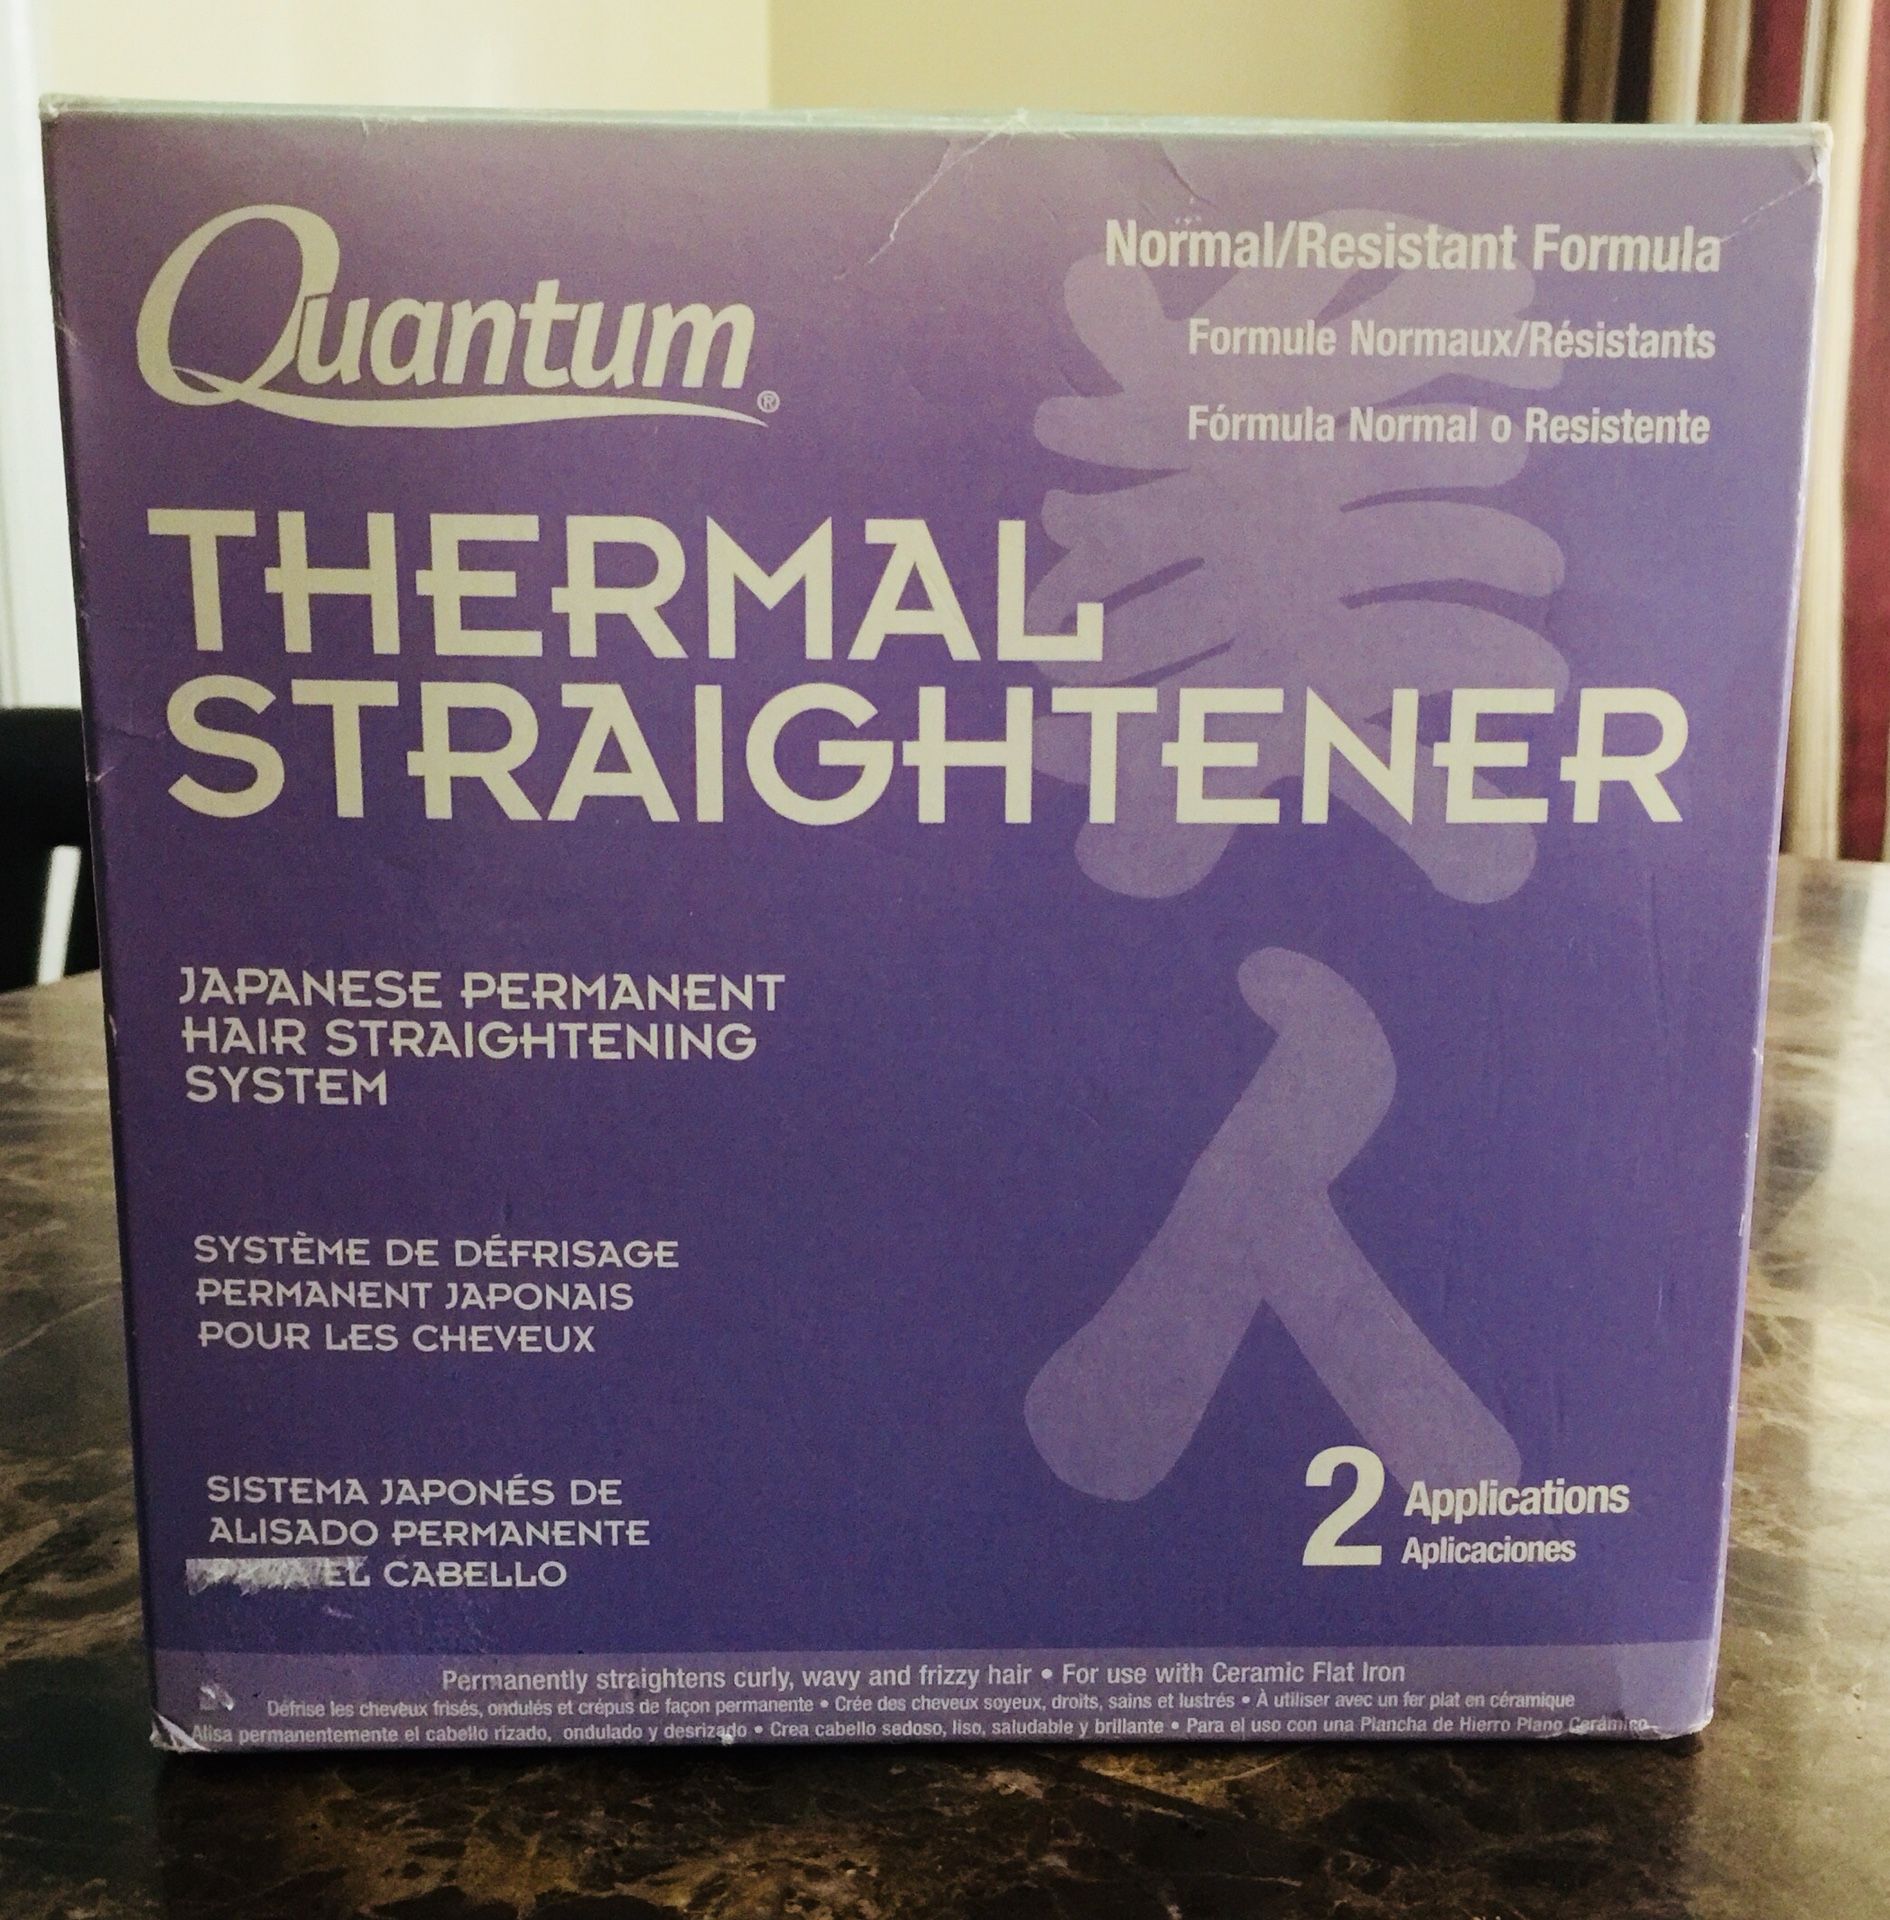 Quantum®
Normal/Resistant Formula
Formule Normaux/Résistants
Fórmula Normal o Resistente
THERMAL
STRAIGHTENER
美
人
JAPANESE PERMANENT
HAIR STRAIGHTENING
SYSTEM
SYSTÈME DE DÉFRISAGE
PERMANENT JAPONAIS
POUR LES CHEVEUX
SISTEMA JAPONÉS DE
ALISADO PERMANENTE
PARA EL CABELLO
2 Applications
Aplicaciones
Permanently straightens curly, wavy and frizzy hair • For use with Ceramic Flat Iron
Défrise les cheveux frisés, ondulés et crépus de façon permanente • Crée des cheveux soyeux, droits, sains et lustrés • À utiliser avec un fer plat en céramique
Alisa permanentemente el cabello rizado, ondulado y desrizado • Crea cabello sedoso, liso, saludable y brillante • Para el uso con una Plancha de Hierro Plano Cerámico